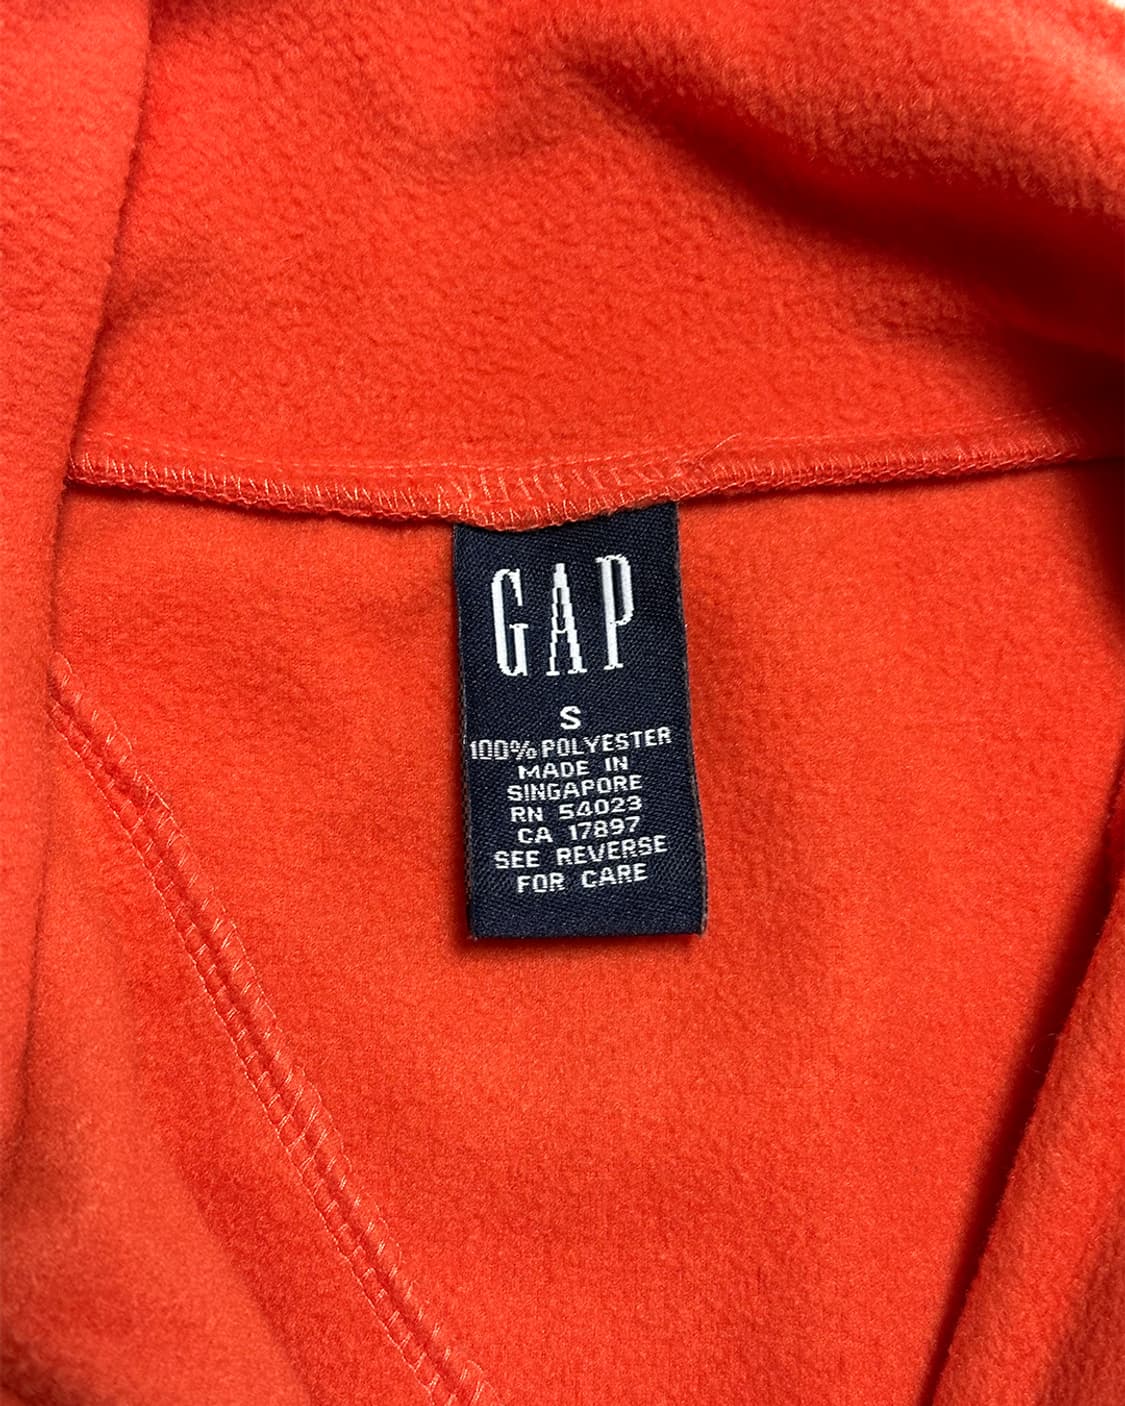 GAP
S
100% POLYESTER
MADE IN
SINGAPORE
RN 54023
CA 17897
SEE REVERSE
FOR CARE